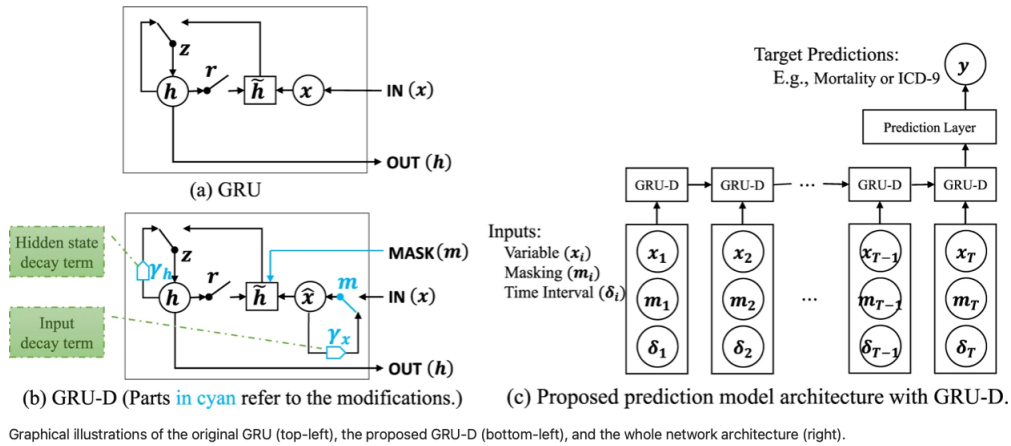 z
r
h
h̃
x
IN (x)
OUT (h)
(a) GRU
Hidden state
decay term
Input
decay term
MASK(m)
γh
z
r
m
h
h̃
x̂
IN (x)
γx
OUT (h)
(b) GRU-D (Parts in cyan refer to the modifications.)
Target Predictions:
E.g., Mortality or ICD-9
y
Prediction Layer
GRU-D
GRU-D
...
GRU-D
GRU-D
Inputs:
Variable (xi)
Masking (mi)
Time Interval (δi)
x1
x2
xT−1
xT
m1
m2
...
mT−1
mT
δ1
δ2
δT−1
δT
(c) Proposed prediction model architecture with GRU-D.
Graphical illustrations of the original GRU (top-left), the proposed GRU-D (bottom-left), and the whole network architecture (right).